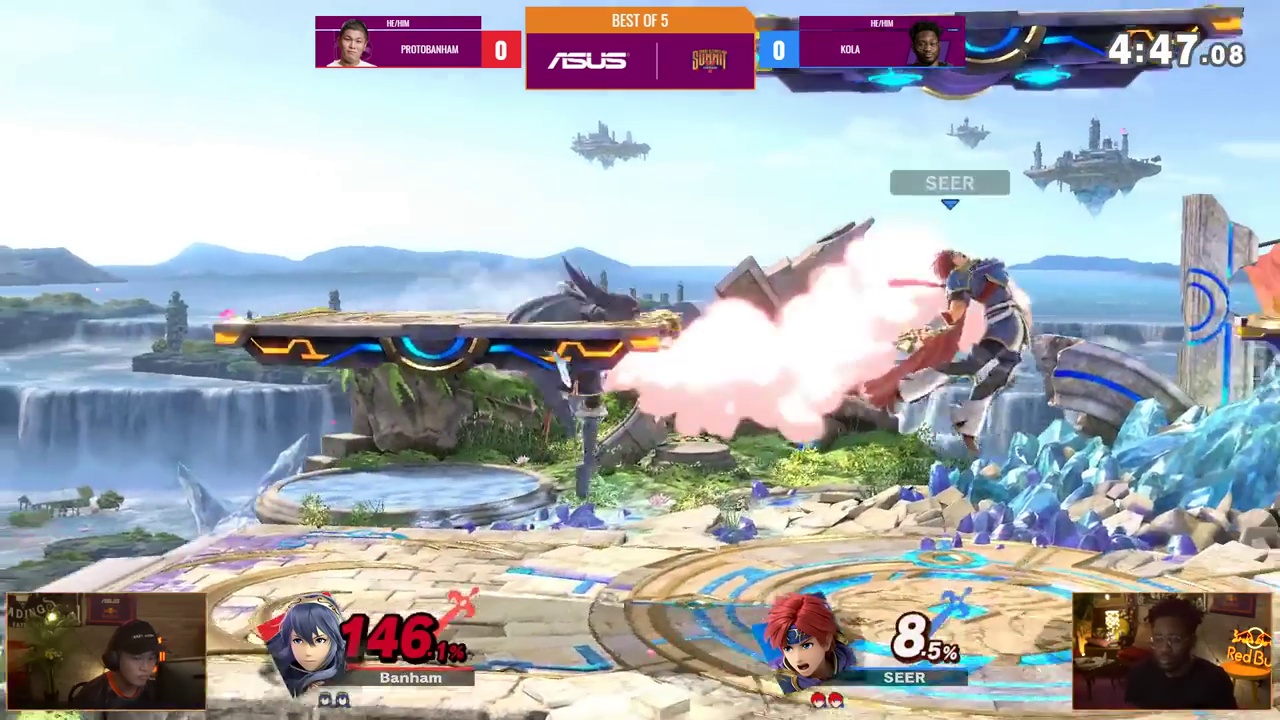 HE/HIM
PROTOBANHAM
0
BEST OF 5
ASUS
SUMMIT
0
HE/HIM
KOLA
4:47.08
SEER
146.1%
Banham
8.5%
SEER
Red Bu